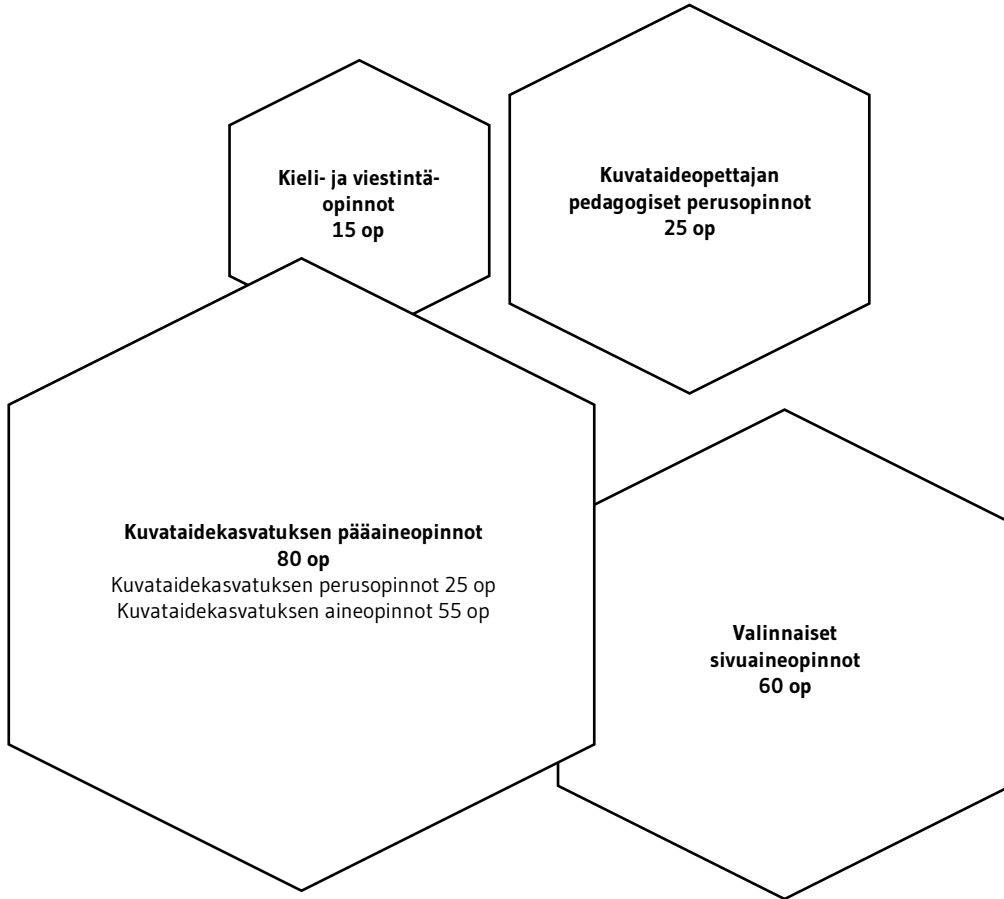 Kieli- ja viestintä-
opinnot
15 op
Kuvataideopettajan
pedagogiset perusopinnot
25 op
Kuvataidekasvatuksen pääaineopinnot
80 op
Kuvataidekasvatuksen perusopinnot 25 op
Kuvataidekasvatuksen aineopinnot 55 op
Valinnaiset
sivuaineopinnot
60 op